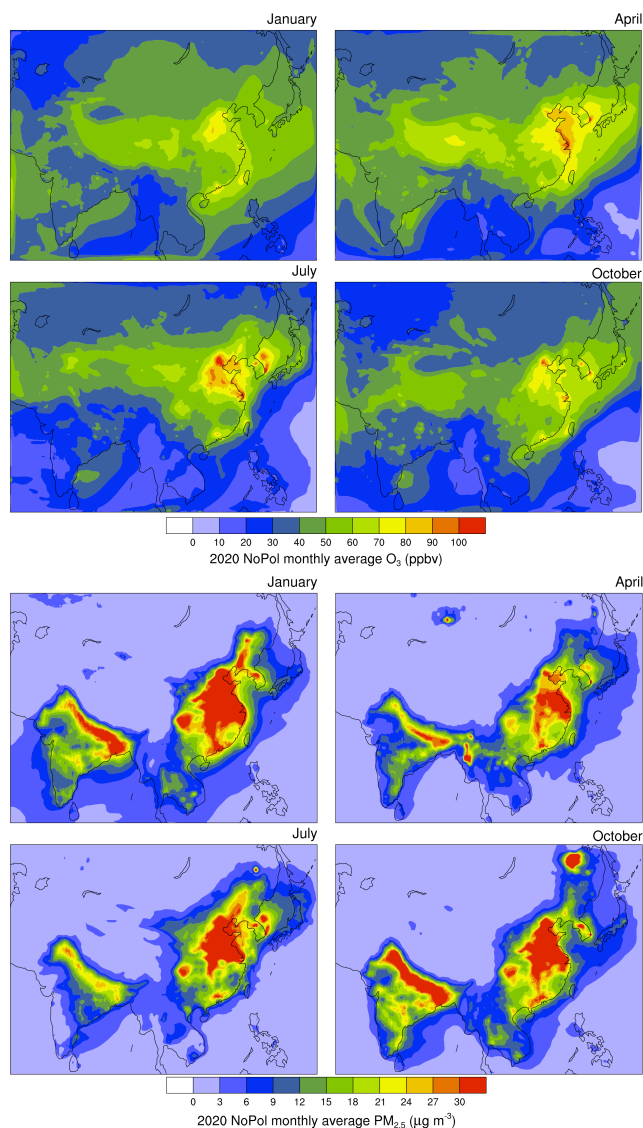 January
April
July
October
0 10 20 30 40 50 60 70 80 90 100
2020 NoPol monthly average O₃ (ppbv)
January
April
July
October
0 3 6 9 12 15 18 21 24 27 30
2020 NoPol monthly average PM₂.₅ (μg m⁻³)